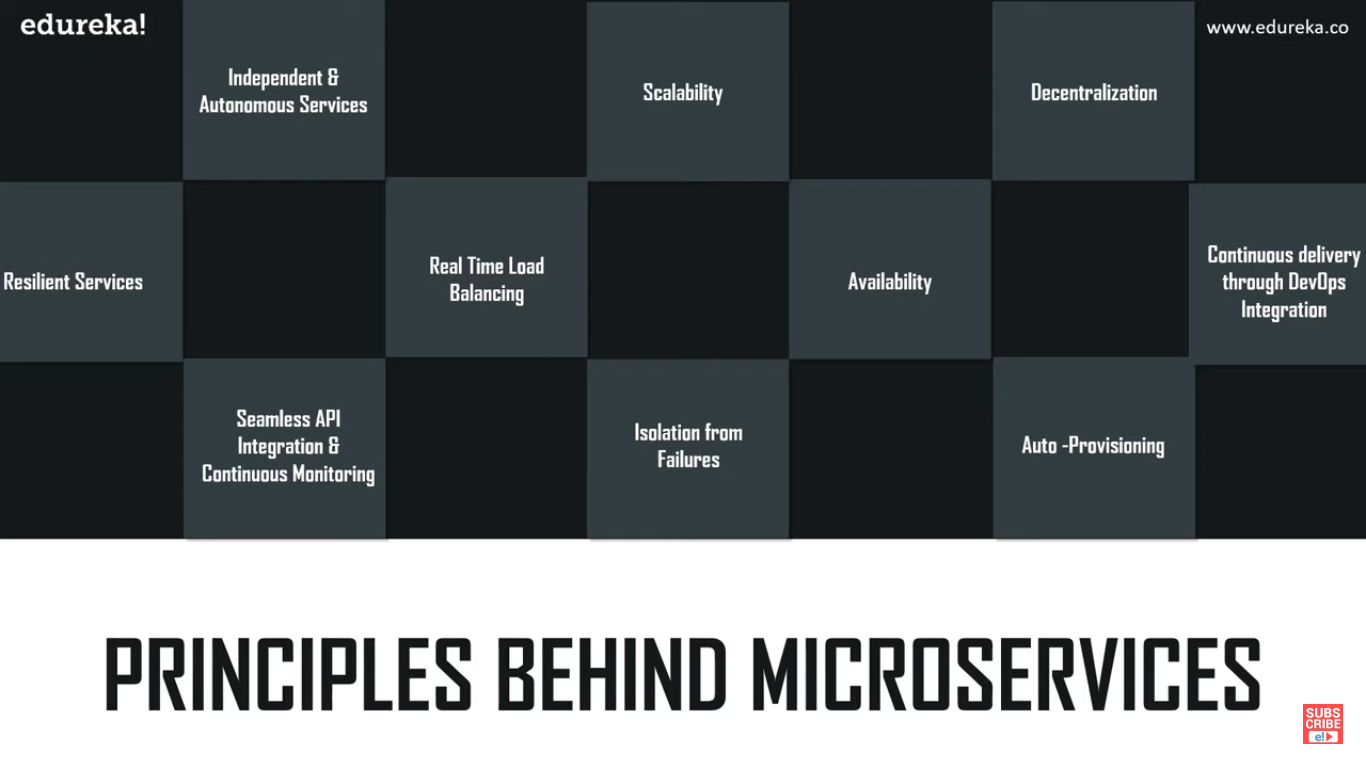 edureka!
www.edureka.co
Independent &
Autonomous Services
Scalability
Decentralization
Resilient Services
Real Time Load
Balancing
Availability
Continuous delivery
through DevOps
Integration
Seamless API
Integration &
Continuous Monitoring
Isolation from
Failures
Auto -Provisioning
PRINCIPLES BEHIND MICROSERVICES
SUBS
CRIBE
e!